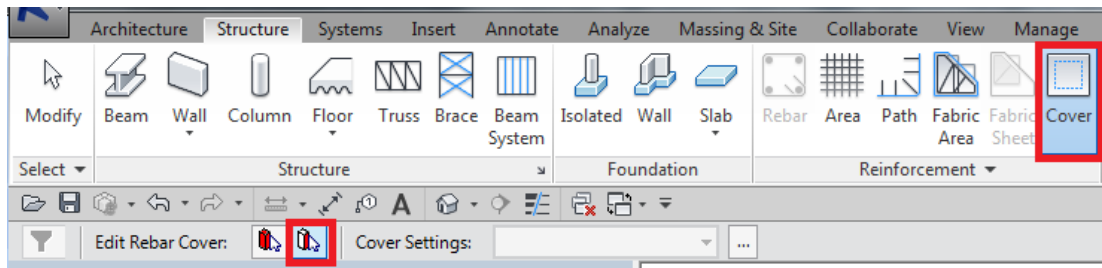 Architecture Structure Systems Insert Annotate Analyze Massing & Site Collaborate View Manage
Modify Beam Wall Column Floor Truss Brace Beam Isolated Wall Slab Rebar Area Path Fabric Fabric Cover
System Area Sheet
Select Structure Foundation Reinforcement
A
Edit Rebar Cover: Cover Settings: ...